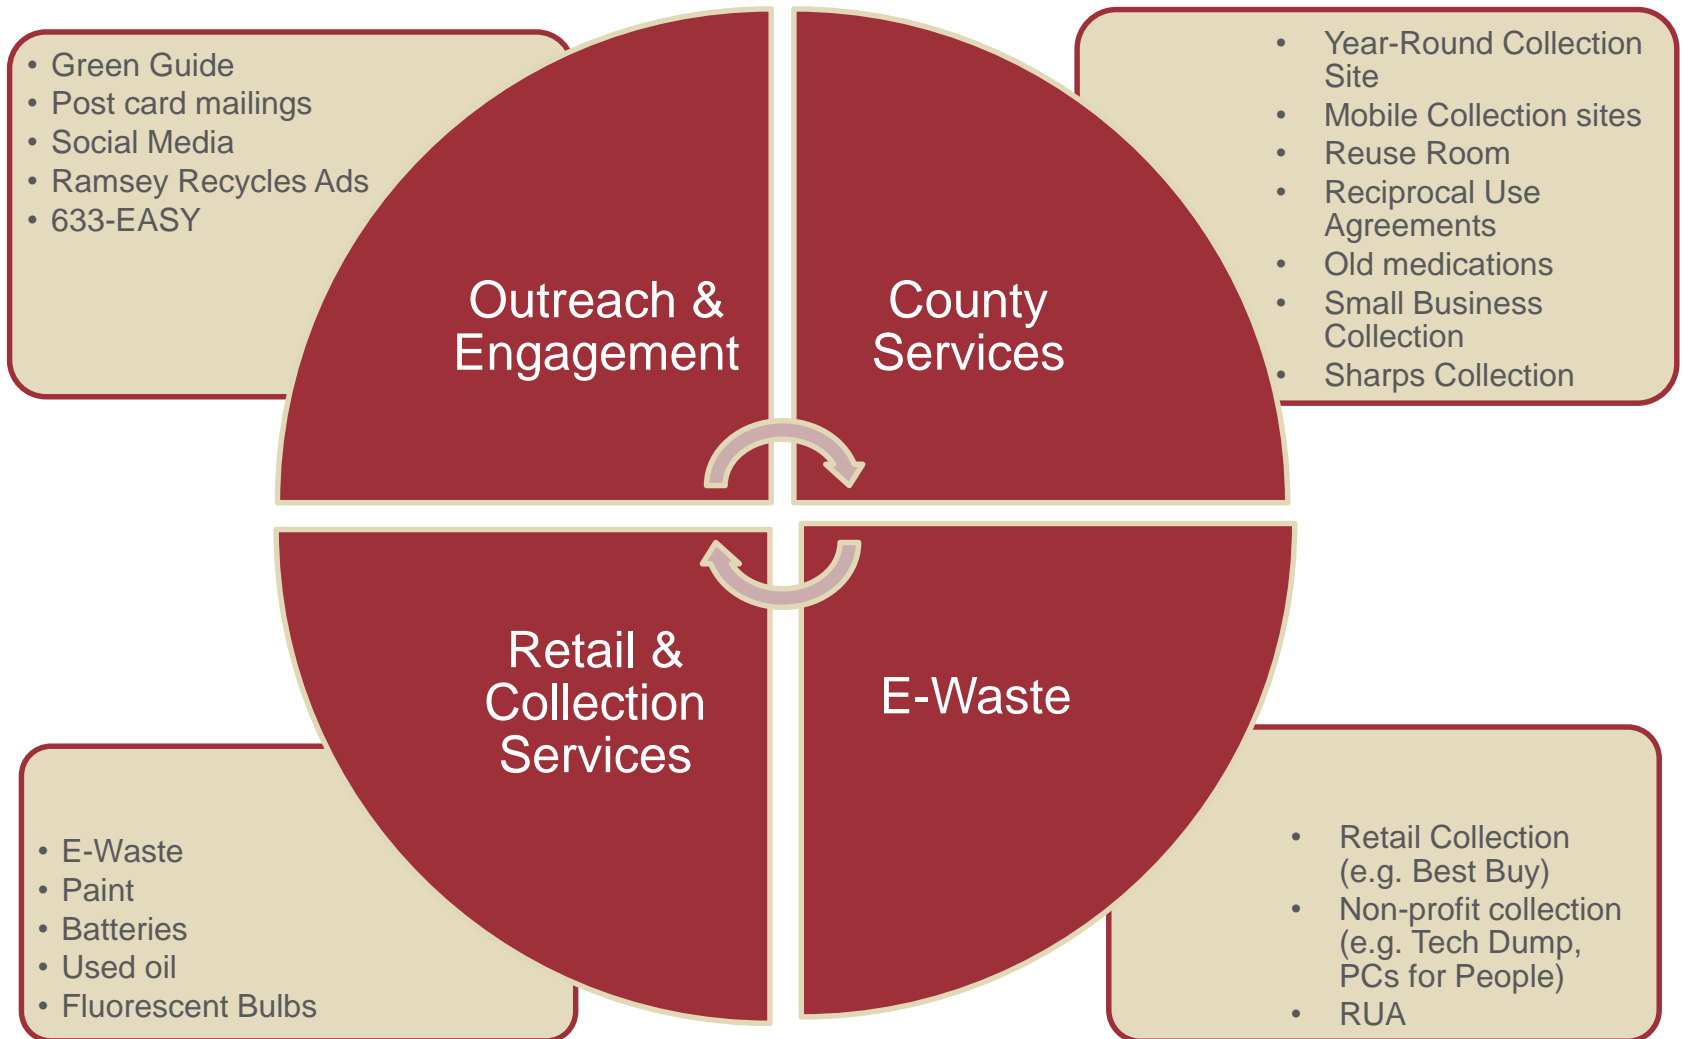 • Green Guide
• Post card mailings
• Social Media
• Ramsey Recycles Ads
• 633-EASY
Outreach &
Engagement
County
Services
• Year-Round Collection
Site
• Mobile Collection sites
• Reuse Room
• Reciprocal Use
Agreements
• Old medications
• Small Business
Collection
• Sharps Collection
Retail &
Collection
Services
E-Waste
• E-Waste
• Paint
• Batteries
• Used oil
• Fluorescent Bulbs
• Retail Collection
(e.g. Best Buy)
• Non-profit collection
(e.g. Tech Dump,
PCs for People)
• RUA